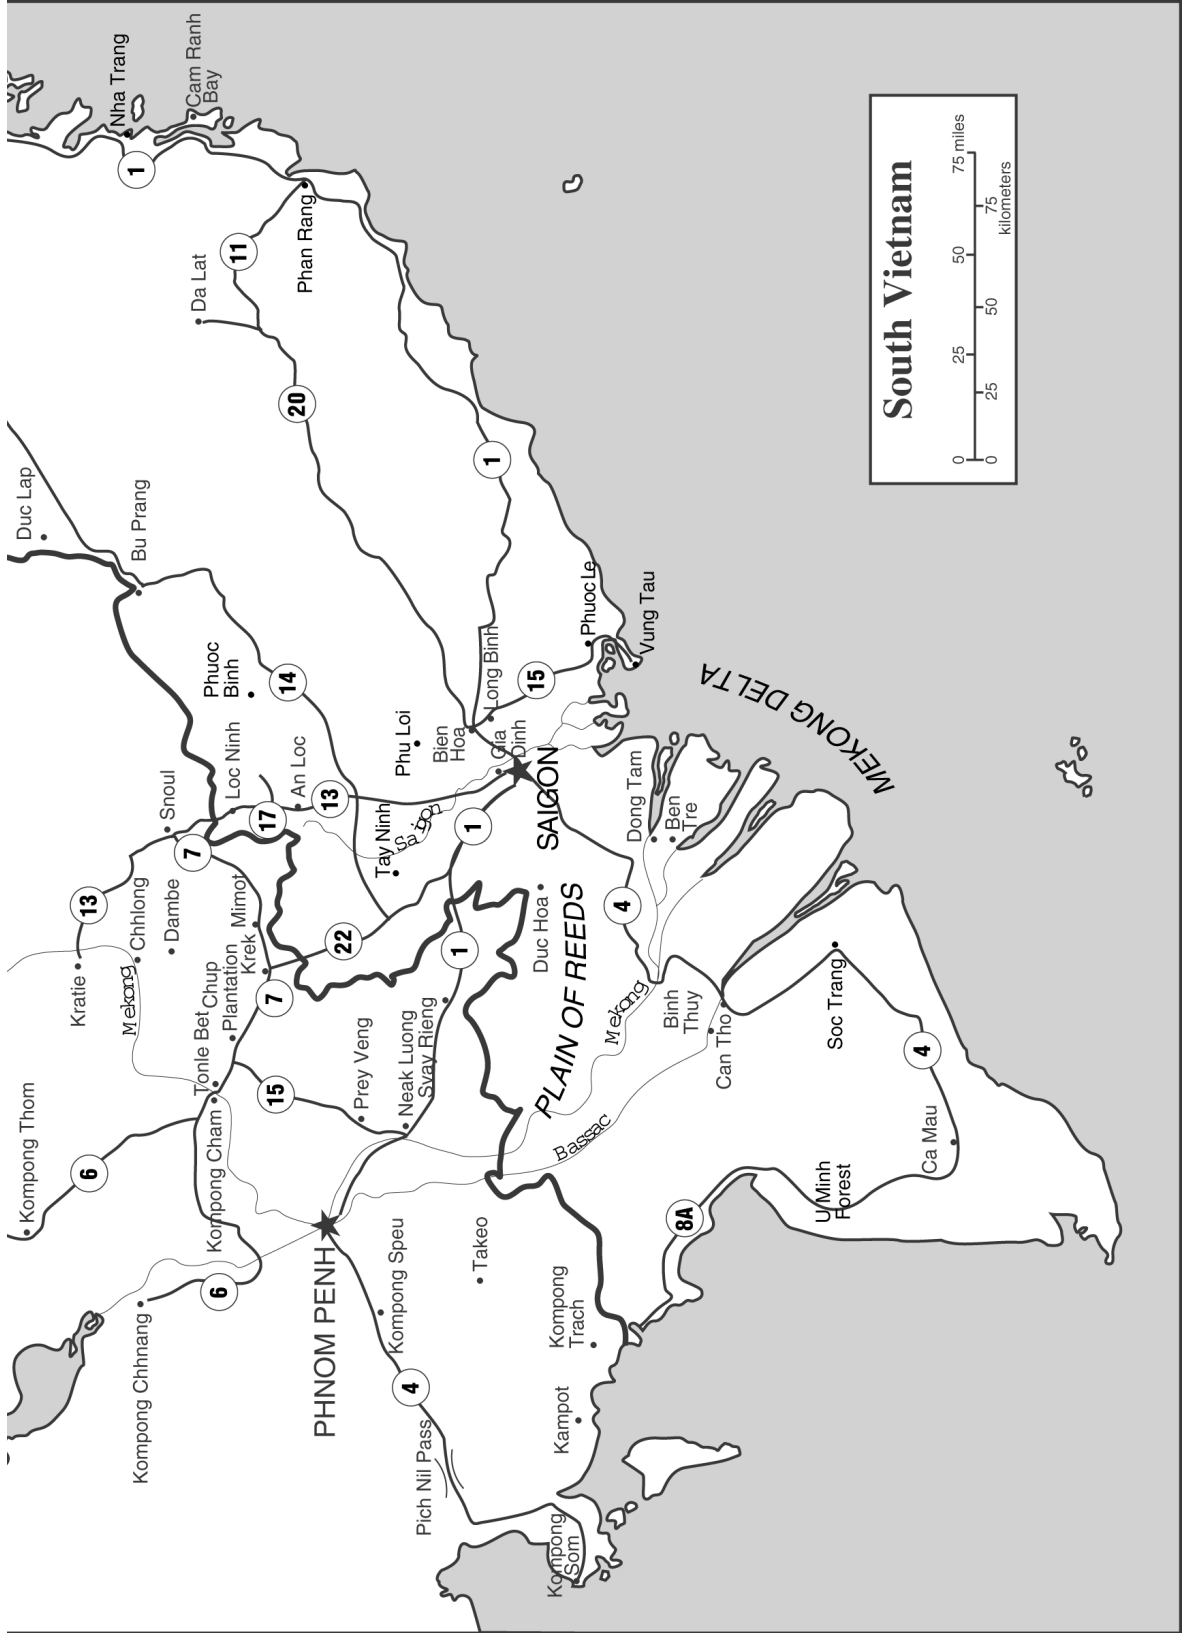 Nha Trang
Cam Ranh
Bay
1
Phan Rang
11
Da Lat
20
1
Duc Lap
Bu Prang
Phuoc
Binh
14
Phuoc Le
Vung Tau
Long Binh
15
Phu Loi
Bien
Hoa
Gia
Dinh
SAIGON
MEKONG DELTA
Snoul
Loc Ninh
An Loc
13
17
7
Tay Ninh
Saigon
1
Dong Tam
Ben
Tre
4
13
Chhlong
Dambe
Mimot
Krek
22
1
Duc Hoa
PLAIN OF REEDS
Kratie
Mekong
Tonle Bet
Chup
Plantation
7
15
Prey Veng
Neak Luong
Svay Rieng
Mekong
Bassac
Binh
Thuy
Can Tho
Soc Trang
4
Ca Mau
U Minh
Forest
8A
Kompong Thom
6
Kompong Cham
6
Kompong Chhnang
PHNOM PENH
Kompong Speu
Takeo
4
Pich Nil Pass
Kompong
Trach
Kampot
Kompong
Som
South Vietnam
0 25 50 75 miles
0 25 50 75
kilometers